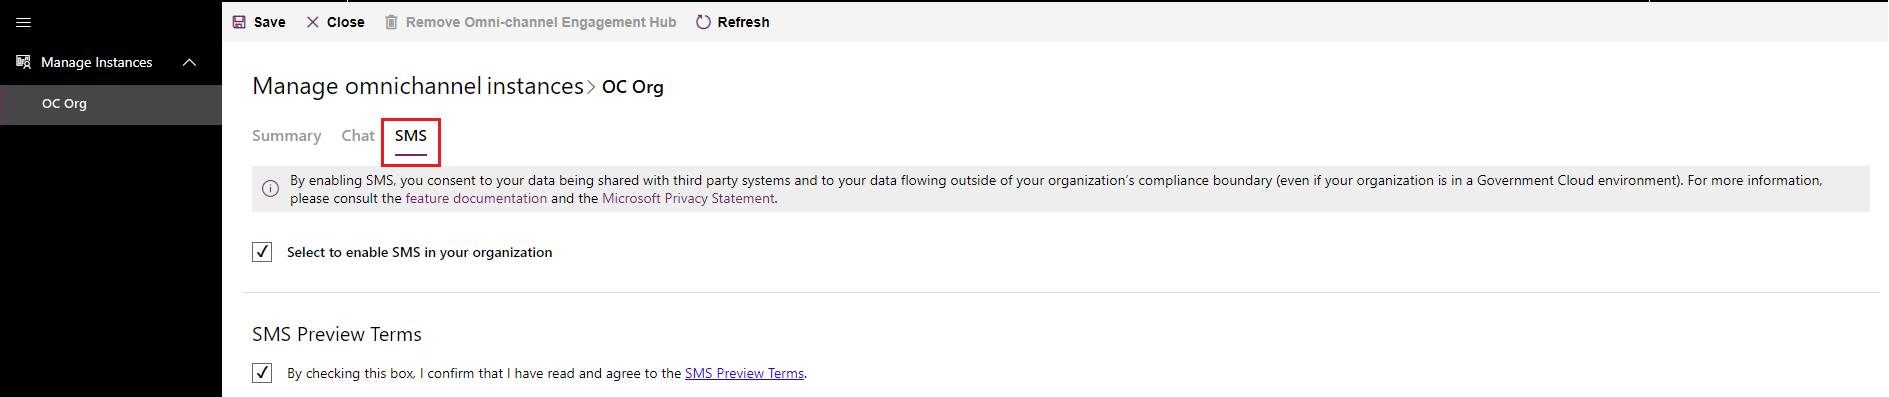 Save Close Remove Omni-channel Engagement Hub Refresh
Manage Instances
OC Org
Manage omnichannel instances> OC Org
Summary Chat SMS
By enabling SMS, you consent to your data being shared with third party systems and to your data flowing outside of your organization's compliance boundary (even if your organization is in a Government Cloud environment). For more information,
please consult the feature documentation and the Microsoft Privacy Statement.
Select to enable SMS in your organization
SMS Preview Terms
By checking this box, I confirm that I have read and agree to the SMS Preview Terms.